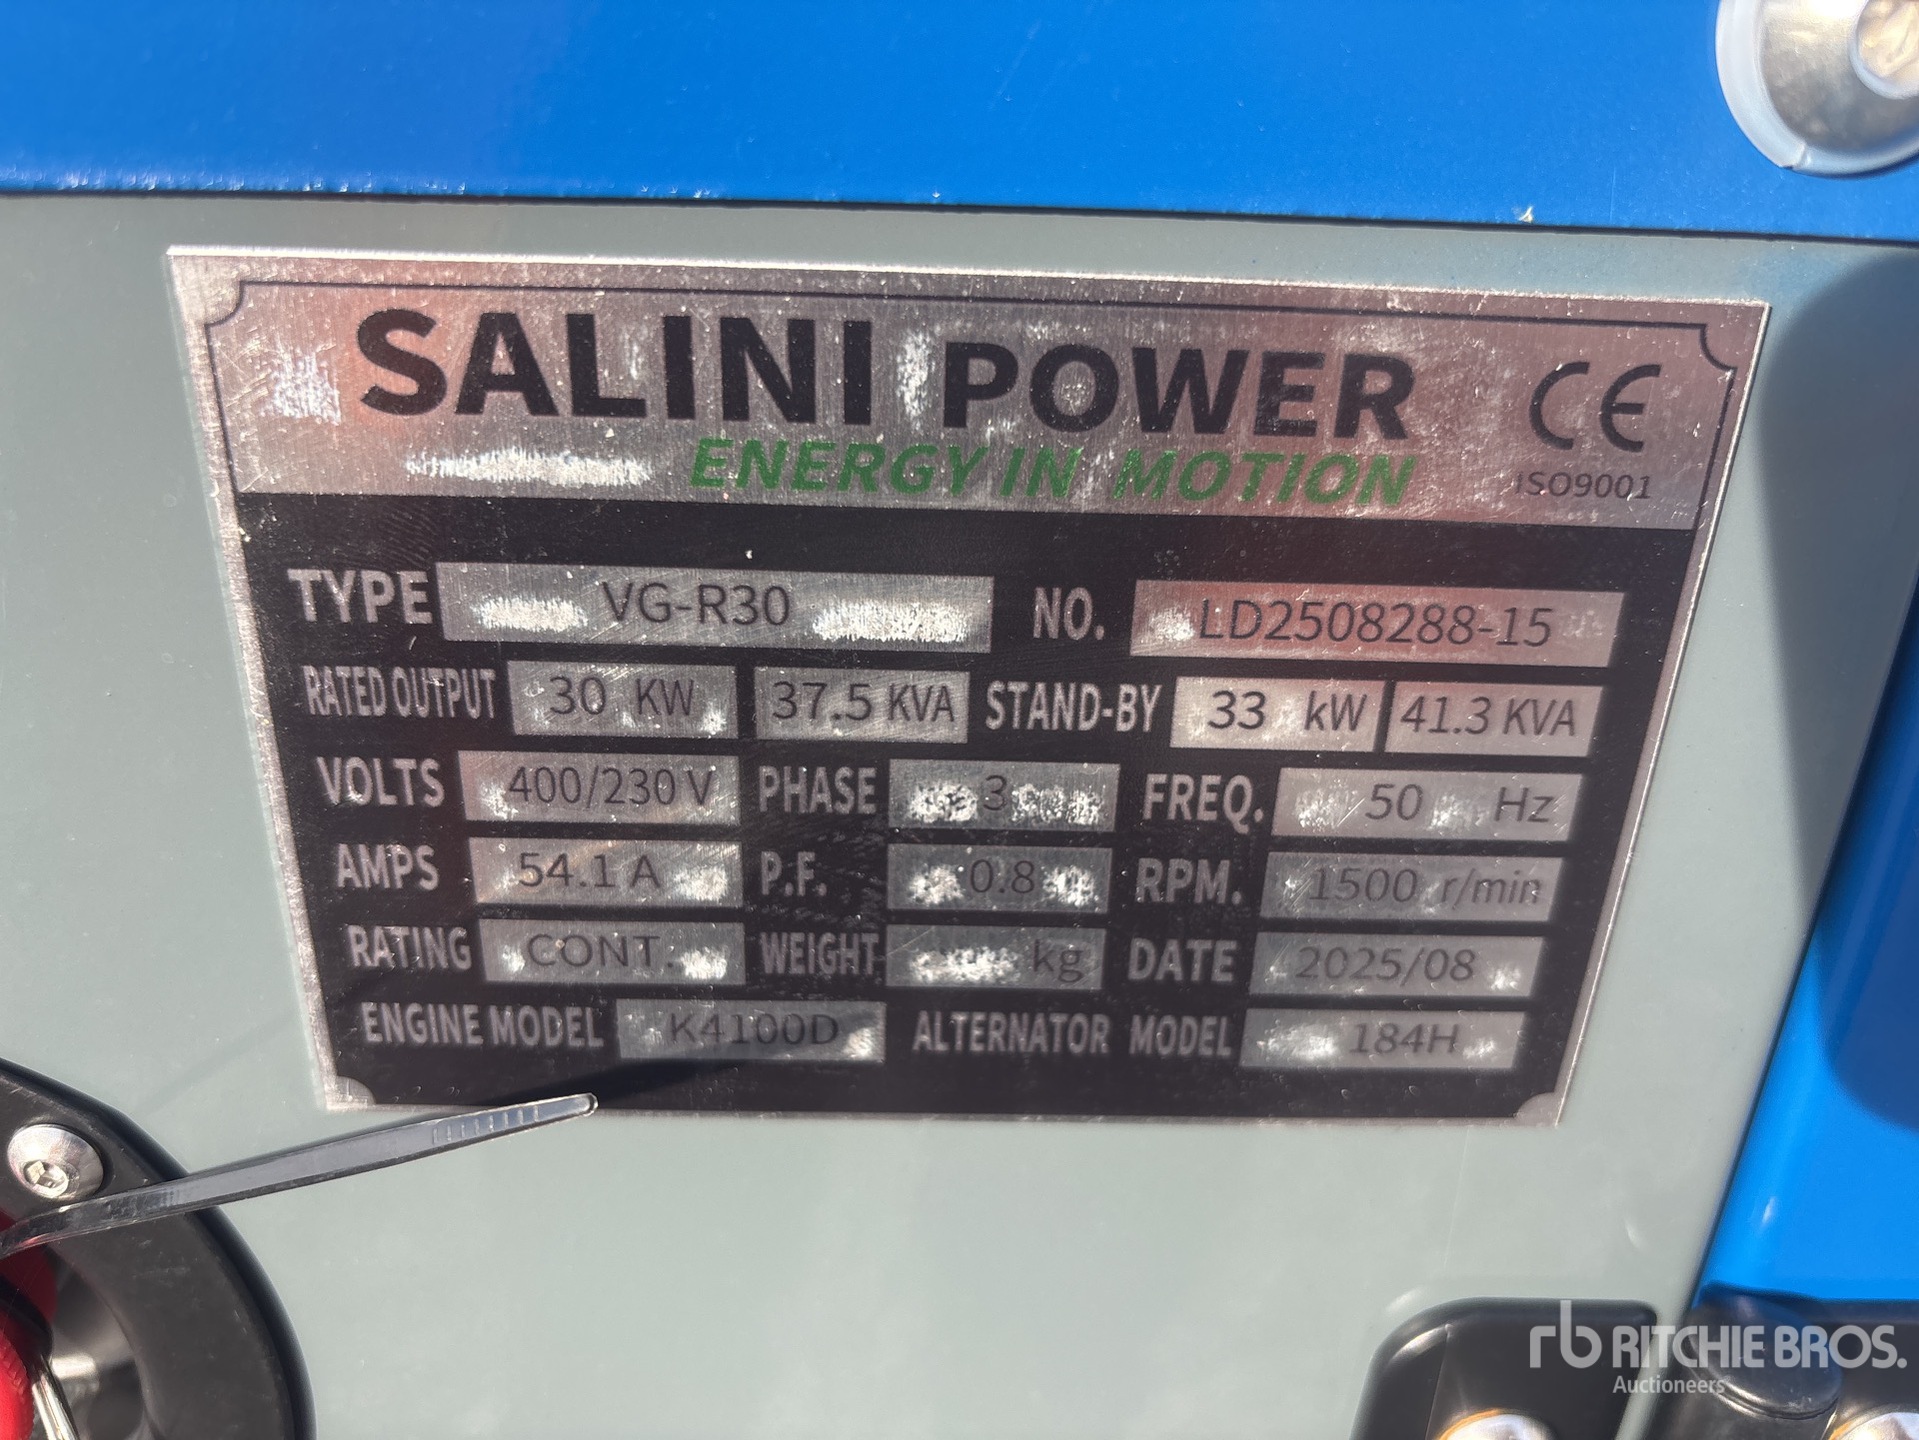 SALINI POWER
CE
ENERGY IN MOTION
ISO9001
TYPE VG-R30 NO. LD2508288-15
RATED OUTPUT 30 KW 37.5 KVA STAND-BY 33 kW 41.3 KVA
VOLTS 400/230 V PHASE 3 FREQ. 50 Hz
AMPS 54.1 A P.F. 0.8 RPM. 1500 r/min
RATING CONT. WEIGHT kg DATE 2025/08
ENGINE MODEL K4100D ALTERNATOR MODEL 184H
rb RITCHIE BROS.
Auctioneers